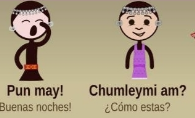 Pun may!
Buenas noches!
Chumleymi am?
¿Cómo estas?